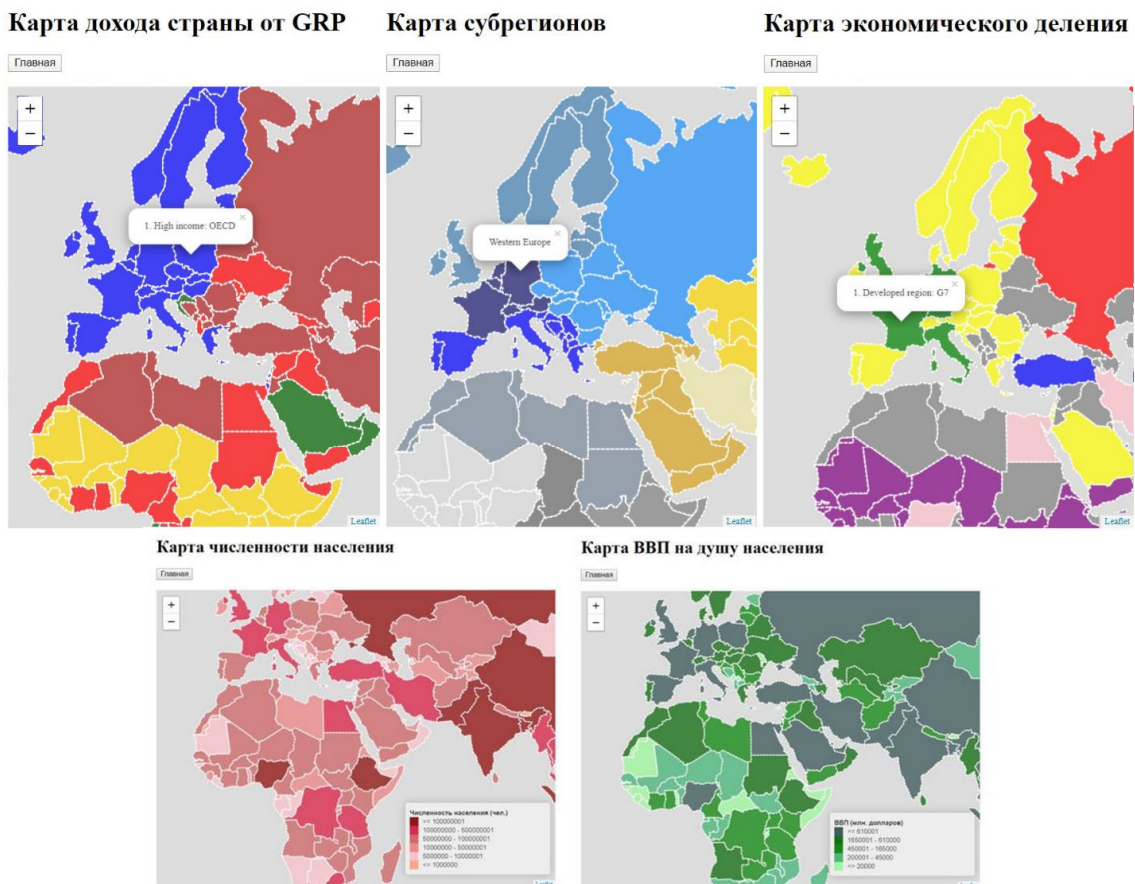 Карта дохода страны от GRP
Главная
+
−
1. High income: OECD
×
Leaflet
Карта субрегионов
Главная
+
−
Western Europe
×
Leaflet
Карта экономического деления
Главная
+
−
1. Developed region: G7
×
Leaflet
Карта численности населения
Главная
+
−
Численность населения (чел.)
>= 100000001
100000000 - 500000001
50000000 - 100000001
10000000 - 50000001
5000000 - 10000001
<= 1000000
Leaflet
Карта ВВП на душу населения
Главная
+
−
ВВП (млн. долларов)
>= 610001
1650001 - 610000
450001 - 165000
200001 - 45000
<= 20000
Leaflet